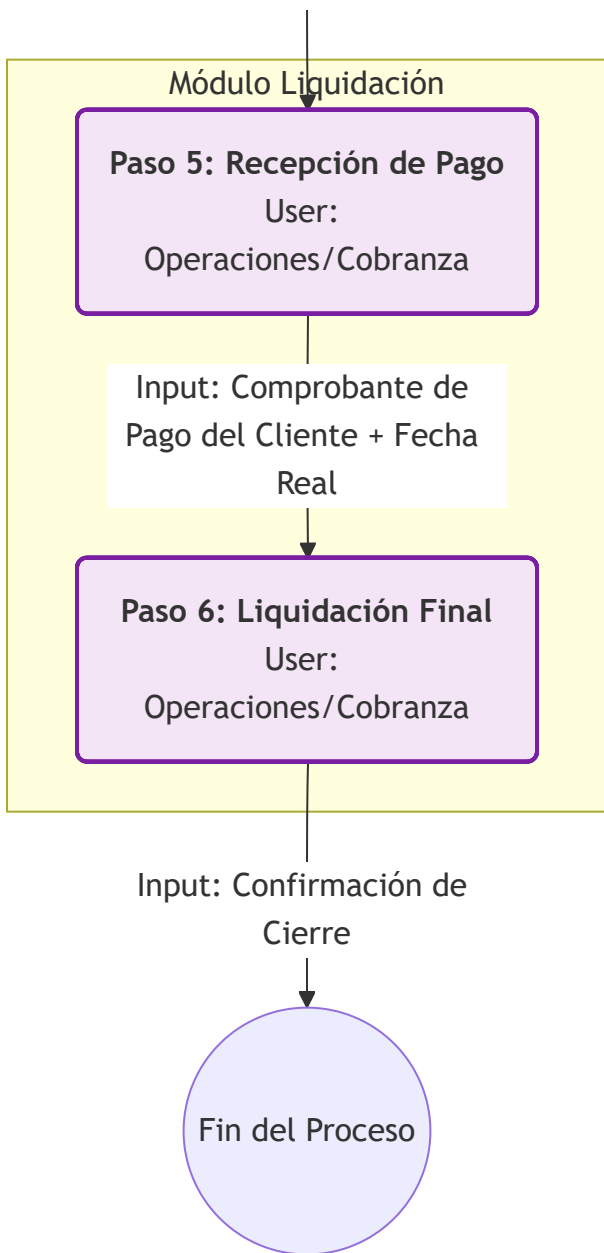 Módulo Liquidación
Paso 5: Recepción de Pago
User:
Operaciones/Cobranza
Input: Comprobante de
Pago del Cliente + Fecha
Real
Paso 6: Liquidación Final
User:
Operaciones/Cobranza
Input: Confirmación de
Cierre
Fin del Proceso